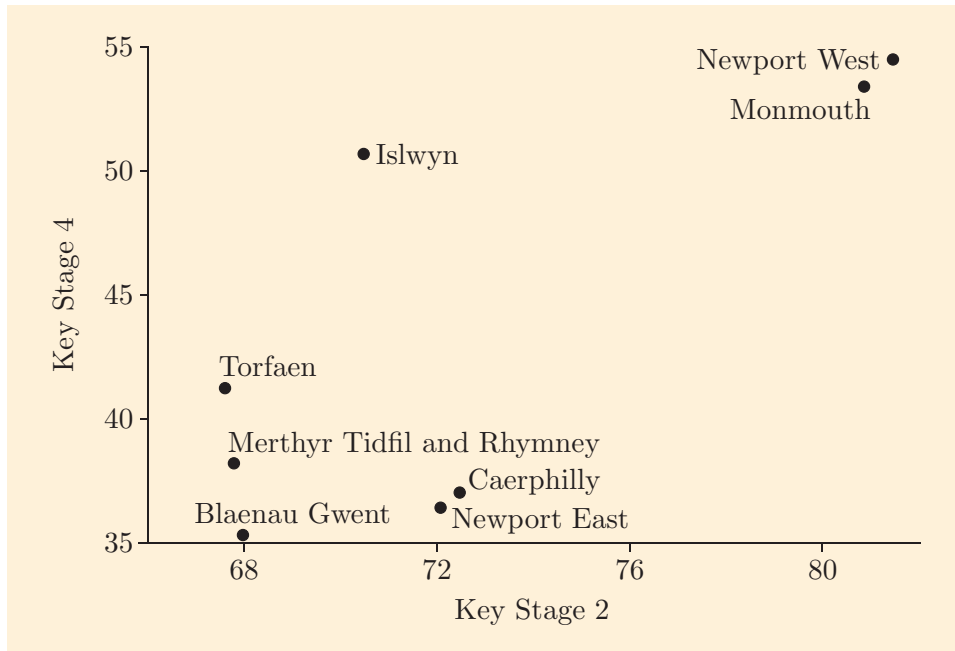 55
Newport West
Monmouth
50
Islwyn
Key Stage 4
45
Torfaen
40
Merthyr Tidfil and Rhymney
Caerphilly
Blaenau Gwent
Newport East
35
68 72 76 80
Key Stage 2